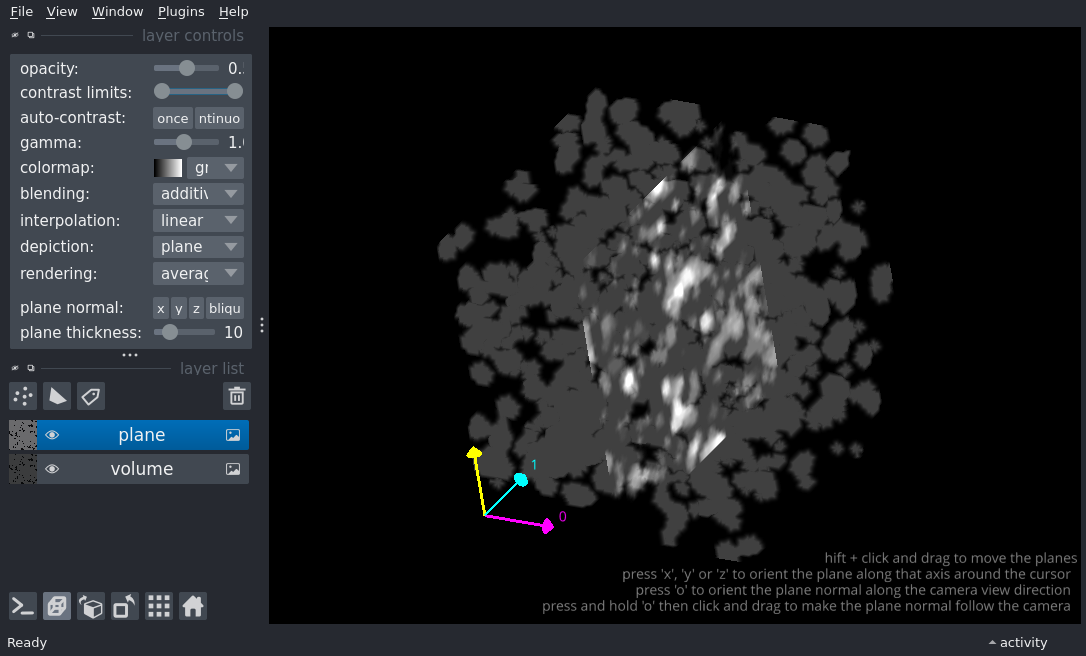 File View Window Plugins Help
layer controls
opacity: 0.
contrast limits:
auto-contrast: once ntinuo
gamma: 1.
colormap: gr
blending: additiv
interpolation: linear
depiction: plane
rendering: averag
plane normal: x y z bliqu
plane thickness: 10
layer list
plane
volume
1
0
hift + click and drag to move the planes
press 'x', 'y' or 'z' to orient the plane along that axis around the cursor
press 'o' to orient the plane normal along the camera view direction
press and hold 'o' then click and drag to make the plane normal follow the camera
Ready activity